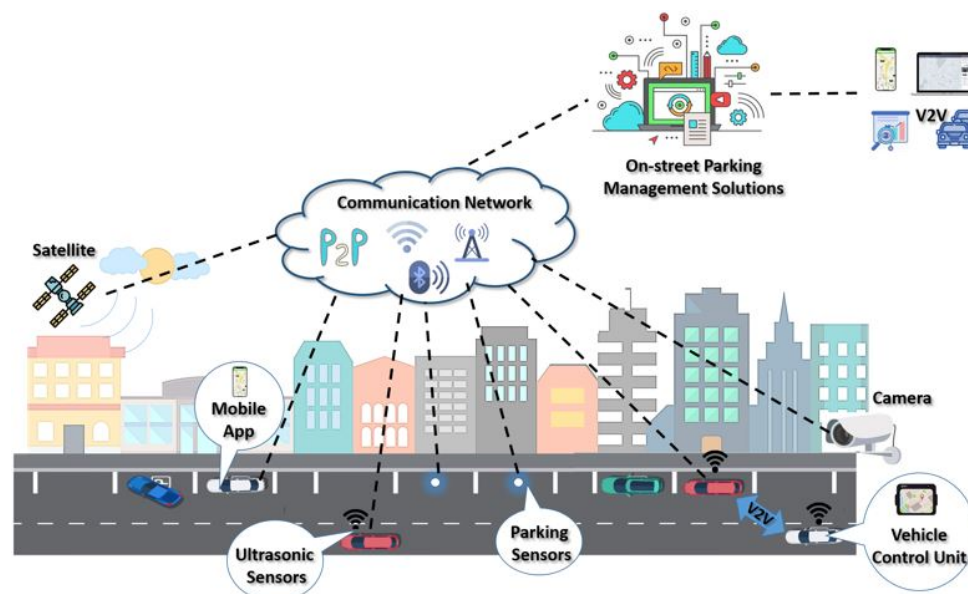 V2V
On-street Parking
Management Solutions
Communication Network
P2P
Satellite
Mobile
App
Camera
V2V
Ultrasonic
Sensors
Parking
Sensors
Vehicle
Control Unit